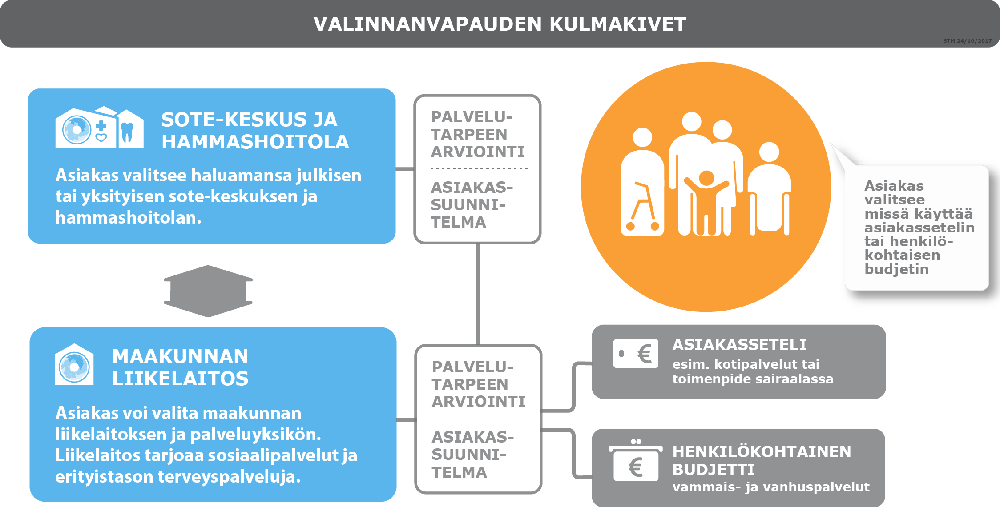 VALINNANVAPAUDEN KULMAKIVET
STM 24/10/2017
SOTE-KESKUS JA
HAMMASHOITOLA
Asiakas valitsee haluamansa julkisen
tai yksityisen sote-keskuksen ja
hammashoitolan.
PALVELU-
TARPEEN
ARVIOINTI
ASIAKAS-
SUUNNI-
TELMA
Asiakas
valitsee
missä käyttää
asiakassetelin
tai henkilö-
kohtaisen
budjetin
MAAKUNNAN
LIIKELAITOS
Asiakas voi valita maakunnan
liikelaitoksen ja palveluyksikön.
Liikelaitos tarjoaa sosiaalipalvelut ja
erityistason terveyspalveluja.
PALVELU-
TARPEEN
ARVIOINTI
ASIAKAS-
SUUNNI-
TELMA
€
ASIAKASSETELI
esim. kotipalvelut tai
toimenpide sairaalassa
€
HENKILÖKOHTAINEN
BUDJETTI
vammais- ja vanhuspalvelut